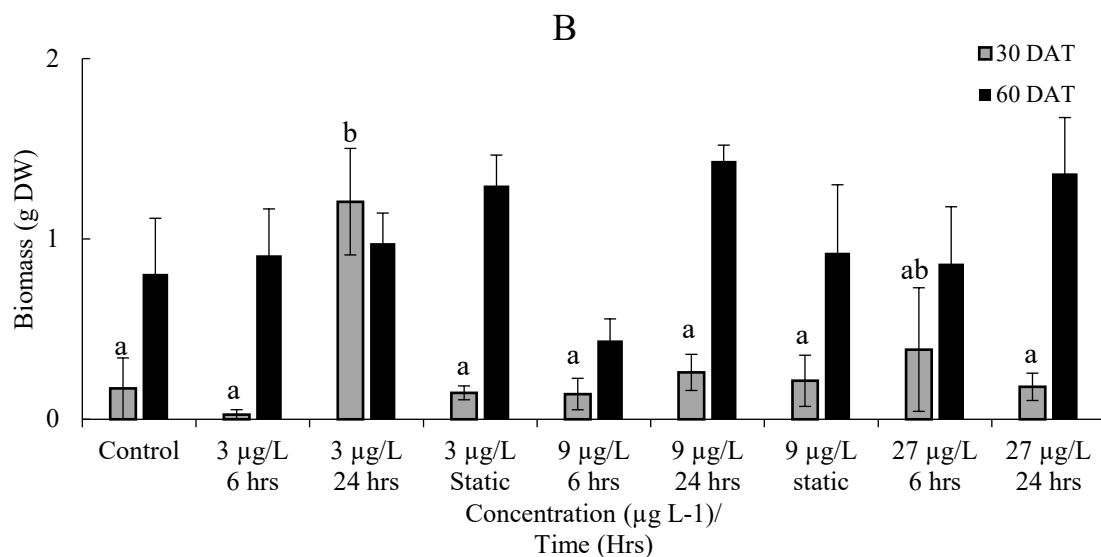 B
2
30 DAT
60 DAT
b
1
Biomass (g DW)
ab
a
a
a
a
a
a
a
0
Control
3 µg/L
6 hrs
3 µg/L
24 hrs
3 µg/L
Static
9 µg/L
6 hrs
9 µg/L
24 hrs
9 µg/L
static
27 µg/L
6 hrs
27 µg/L
24 hrs
Concentration (µg L-1)/
Time (Hrs)